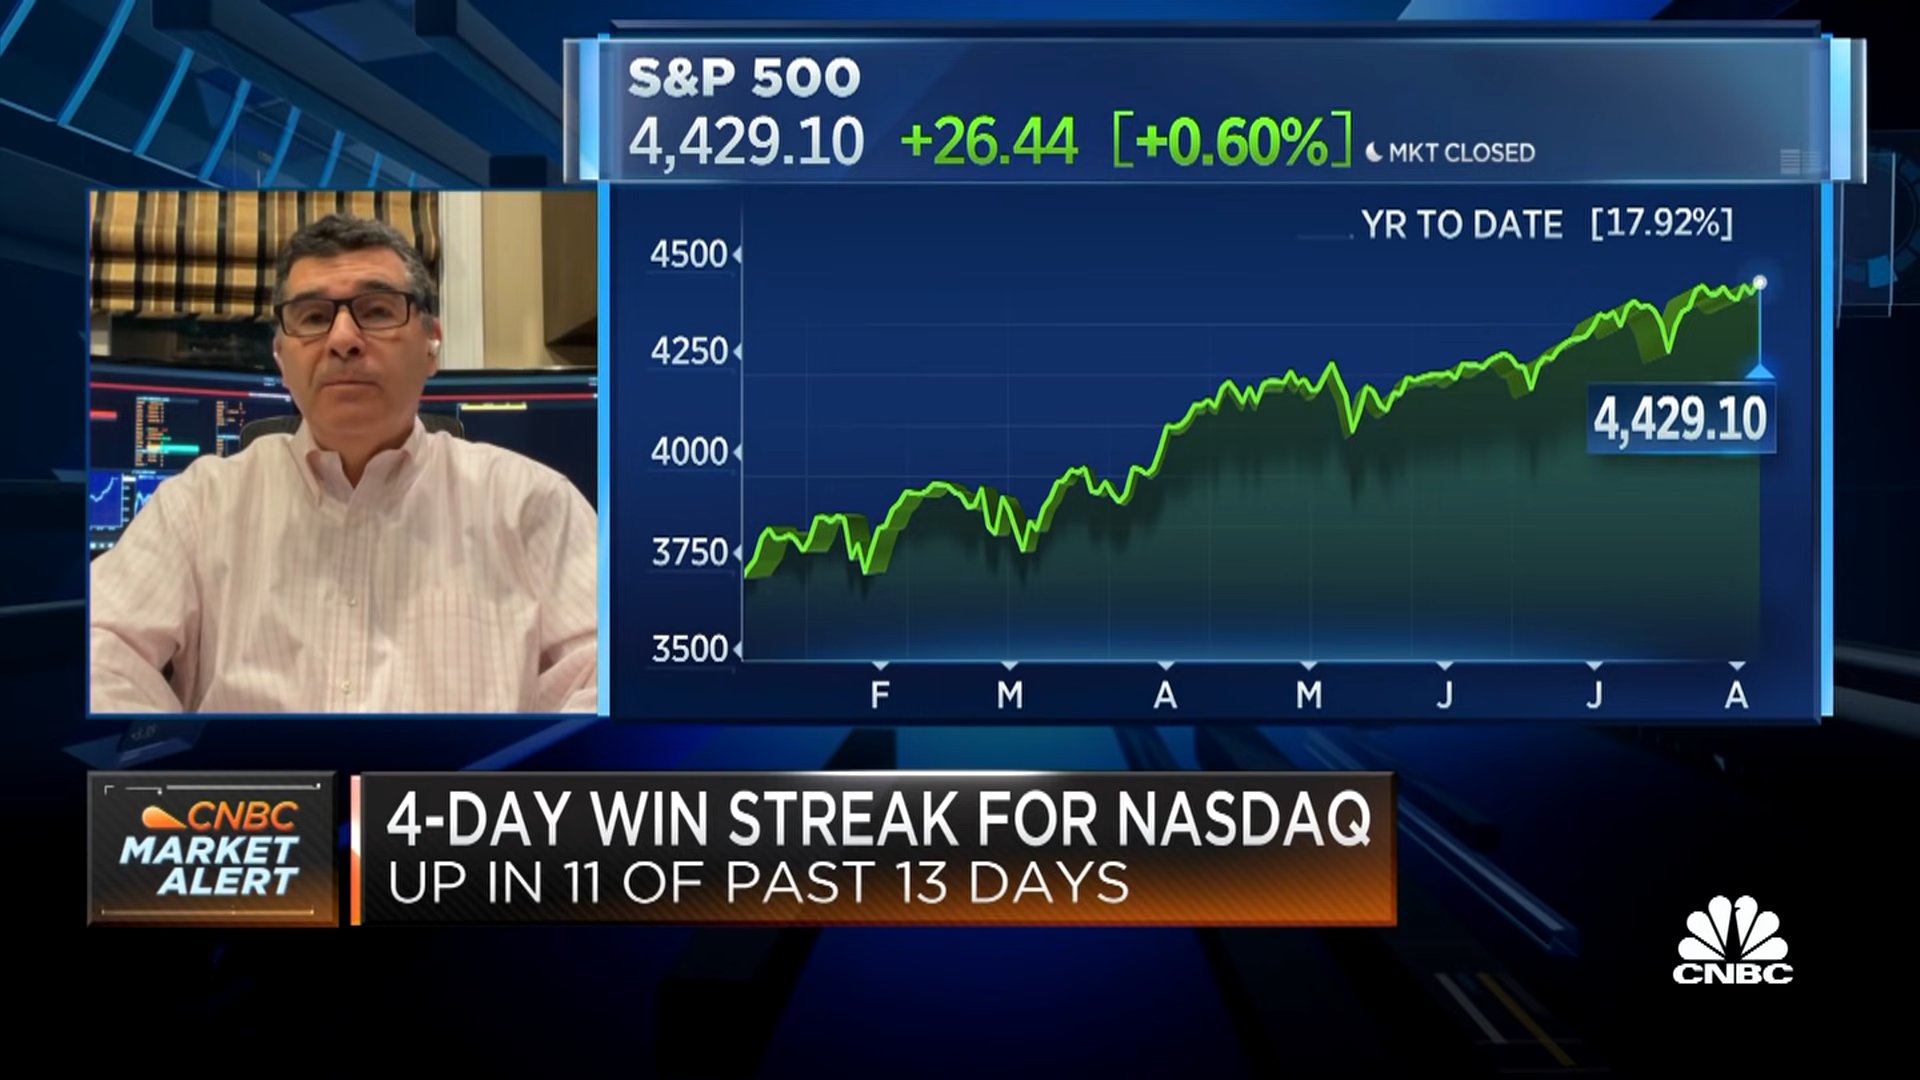 S&P 500
4,429.10 +26.44 [+0.60%] MKT CLOSED
YR TO DATE [17.92%]
4500
4250
4000
3750
3500
4,429.10
F M A M J J A
CNBC
MARKET
ALERT
4-DAY WIN STREAK FOR NASDAQ
UP IN 11 OF PAST 13 DAYS
CNBC